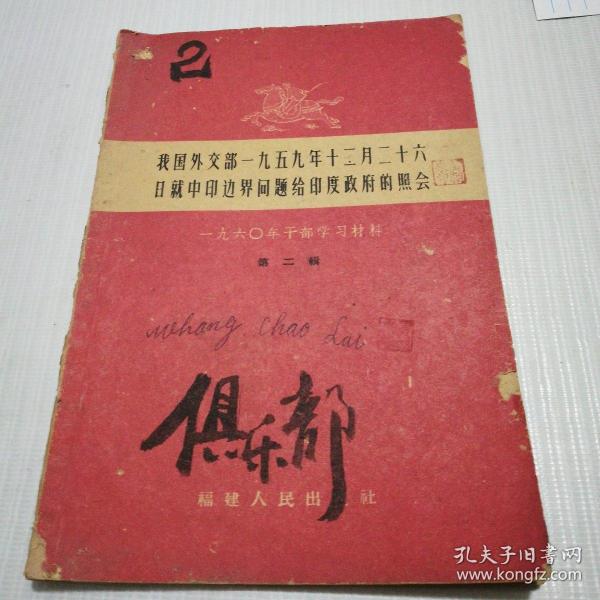 2
我国外交部一九五九年十二月二十六
日就中印边界问题给印度政府的照会
一九六〇年干部学习材料
第二輯
Whang Chao Lai
俱乐部
福建人民出 社
孔夫子旧书网
www.kongfz.com